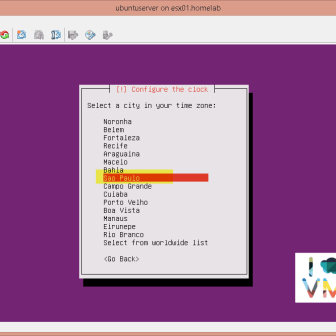 ubuntuserver on esx01.homelab
[!] Configure the clock
Select a city in your time zone:
Noronha
Belem
Fortaleza
Recife
Araguaina
Maceio
Bahia
Sao Paulo
Campo Grande
Cuiaba
Porto Velho
Boa Vista
Manaus
Eirunepe
Rio Branco
Select from worldwide list
<Go Back>
I
VM